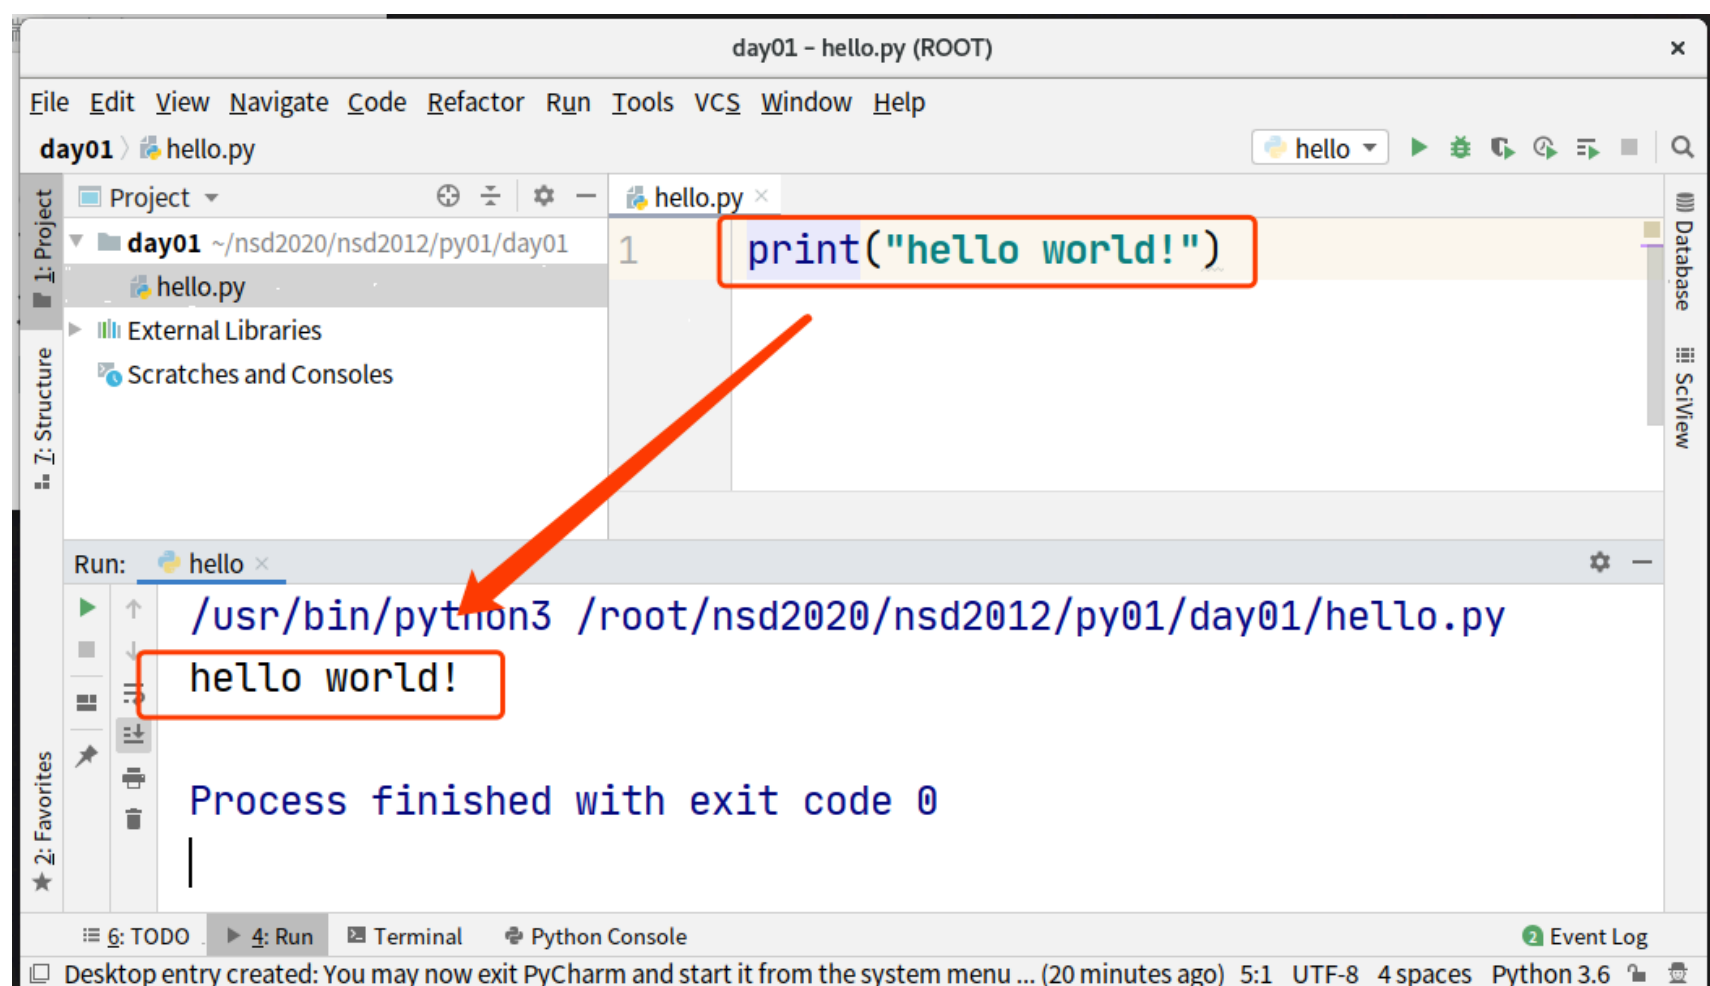 day01 – hello.py (ROOT)
File Edit View Navigate Code Refactor Run Tools VCS Window Help
day01 hello.py hello
1: Project
Project
hello.py
day01 ~/nsd2020/nsd2012/py01/day01
hello.py
External Libraries
Scratches and Consoles
1 print("hello world!")
Database
SciView
7: Structure
Run: hello
/usr/bin/python3 /root/nsd2020/nsd2012/py01/day01/hello.py
hello world!
Process finished with exit code 0
2: Favorites
6: TODO 4: Run Terminal Python Console 2 Event Log
Desktop entry created: You may now exit PyCharm and start it from the system menu ... (20 minutes ago) 5:1 UTF-8 4 spaces Python 3.6